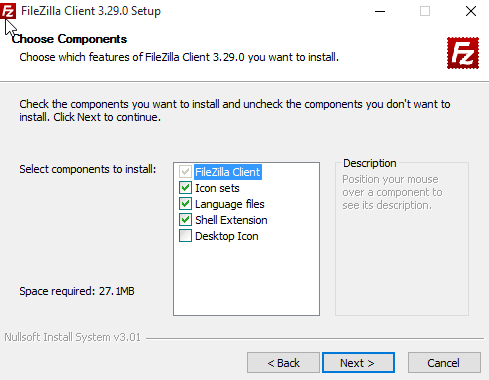 FileZilla Client 3.29.0 Setup
Choose Components
Choose which features of FileZilla Client 3.29.0 you want to install.
Fz
Check the components you want to install and uncheck the components you don't want to
install. Click Next to continue.
Select components to install:
FileZilla Client
Icon sets
Language files
Shell Extension
Desktop Icon
Description
Position your mouse
over a component to
see its description.
Space required: 27.1MB
Nullsoft Install System v3.01
< Back
Next >
Cancel